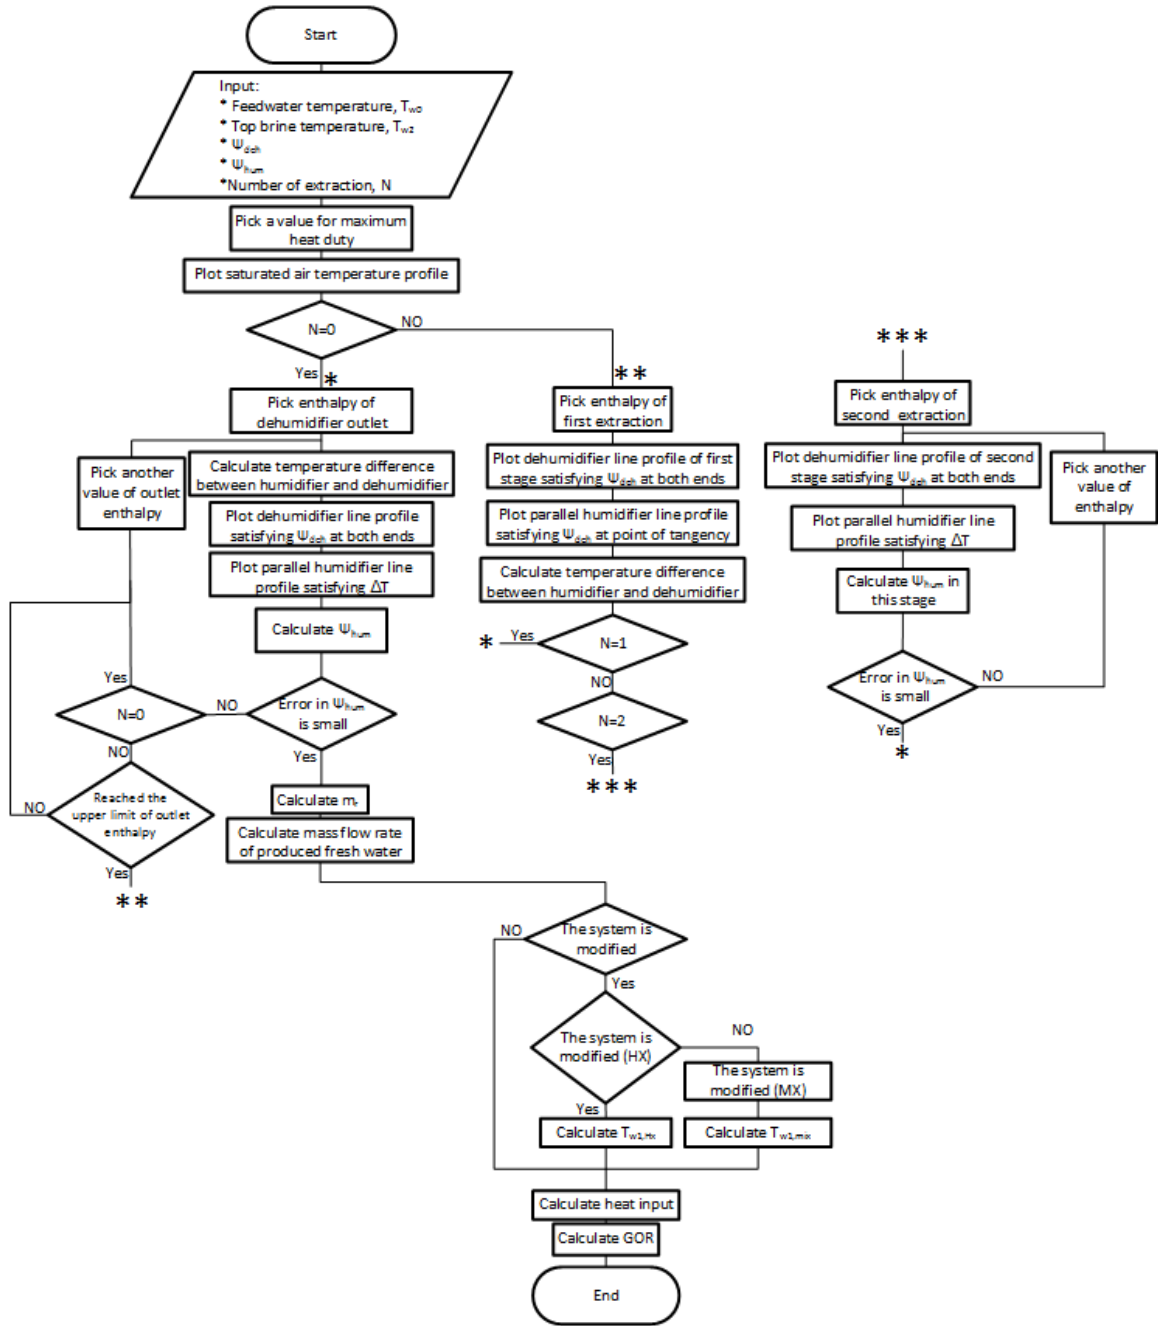 Start
Input:
* Feedwater temperature, Tw0
* Top brine temperature, Tw2
* Ψdeh
* Ψhum
*Number of extraction, N
Pick a value for maximum
heat duty
Plot saturated air temperature profile
N=0
NO
Yes
*
Pick enthalpy of
dehumidifier outlet
Pick another
value of outlet
enthalpy
Calculate temperature difference
between humidifier and dehumidifier
Plot dehumidifier line profile
satisfying Ψdeh at both ends
Plot parallel humidifier line
profile satisfying ΔT
Calculate Ψhum
Error in Ψhum
is small
NO
Yes
Yes
N=0
NO
Reached the
upper limit of outlet
enthalpy
NO
Yes
**
Calculate mr
Calculate mass flow rate
of produced fresh water
**
Pick enthalpy of
first extraction
Plot dehumidifier line profile of first
stage satisfying Ψdeh at both ends
Plot parallel humidifier line profile
satisfying Ψdeh at point of tangency
Calculate temperature difference
between humidifier and dehumidifier
N=1
Yes
*
NO
N=2
Yes
***
***
Pick enthalpy of
second extraction
Plot dehumidifier line profile of second
stage satisfying Ψdeh at both ends
Pick another
value of
enthalpy
Plot parallel humidifier line
profile satisfying ΔT
Calculate Ψhum in
this stage
Error in Ψhum
is small
NO
Yes
*
The system is
modified
NO
Yes
The system is
modified (HX)
NO
Yes
The system is
modified (MX)
Calculate Tw1,Hx
Calculate Tw1,mix
Calculate heat input
Calculate GOR
End